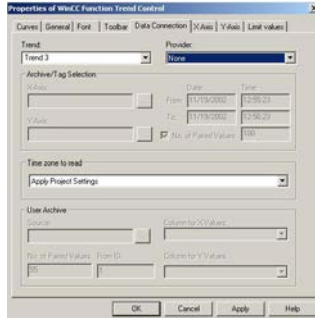 Properties of WinCC Function Trend Control
Curves General Font Toolbar Data Connection X Axis Y-Axis Limit values
Trend: Provider:
Trend 3 None
Archive/Tag Selection
X-Axis: Date: Time:
From: 11/19/2002 12:55:23
Y-Axis: To: 11/19/2002 12:55:23
No. of Paired Values: 100
Time zone to read
Apply Project Settings
User Archive
Source: Column for X Values:
No. of Paired Values: From ID: Column for Y Values:
1
OK Cancel Apply Help